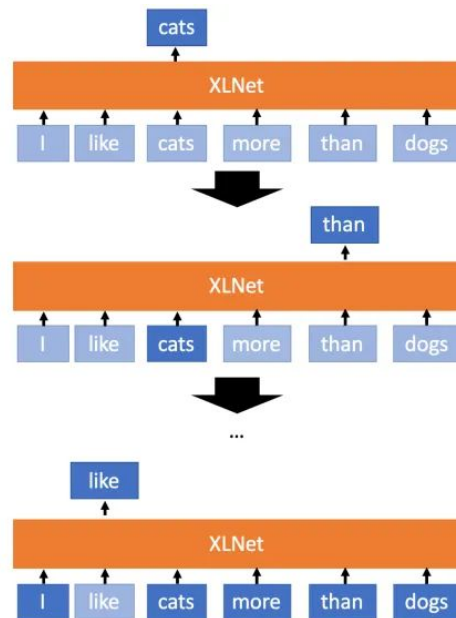 cats
XLNet
I like cats more than dogs
than
XLNet
I like cats more than dogs
...
like
XLNet
I like cats more than dogs